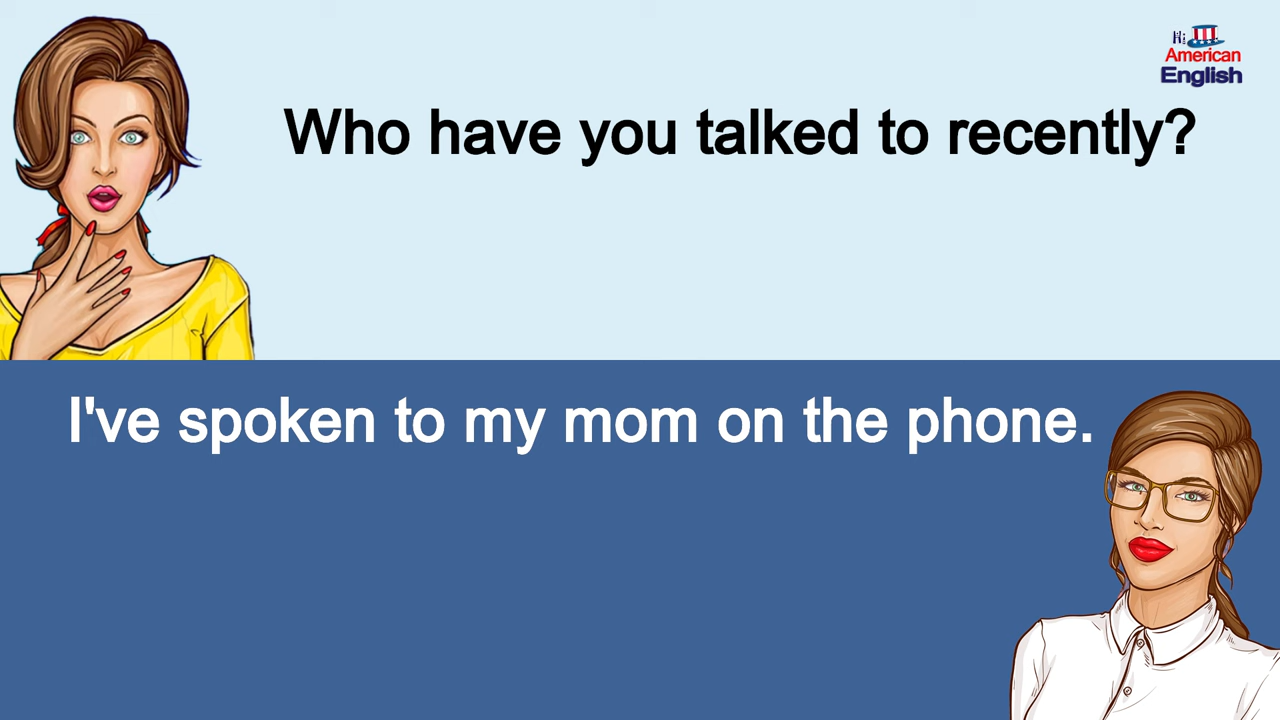 Hi
American
English
Who have you talked to recently?
I've spoken to my mom on the phone.